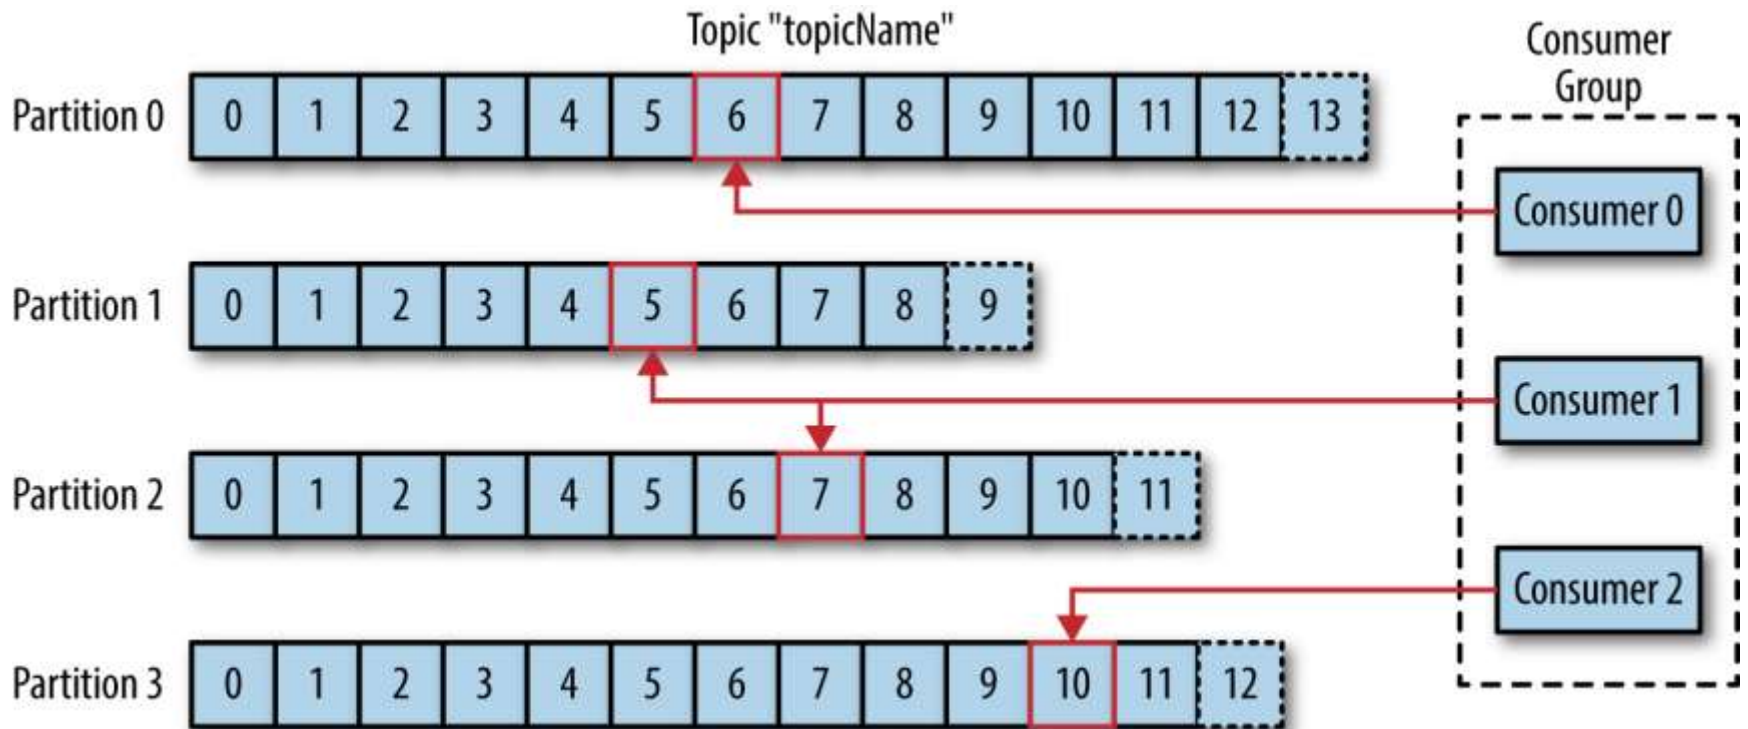 Topic "topicName"
Consumer
Group
Partition 0 0 1 2 3 4 5 6 7 8 9 10 11 12 13
Consumer 0
Partition 1 0 1 2 3 4 5 6 7 8 9
Consumer 1
Partition 2 0 1 2 3 4 5 6 7 8 9 10 11
Consumer 2
Partition 3 0 1 2 3 4 5 6 7 8 9 10 11 12